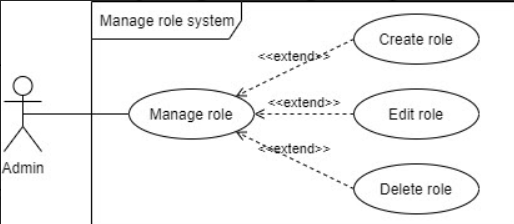 Manage role system
Create role
<<extend>>
Manage role
<<extend>>
Edit role
Admin
<<extend>>
Delete role